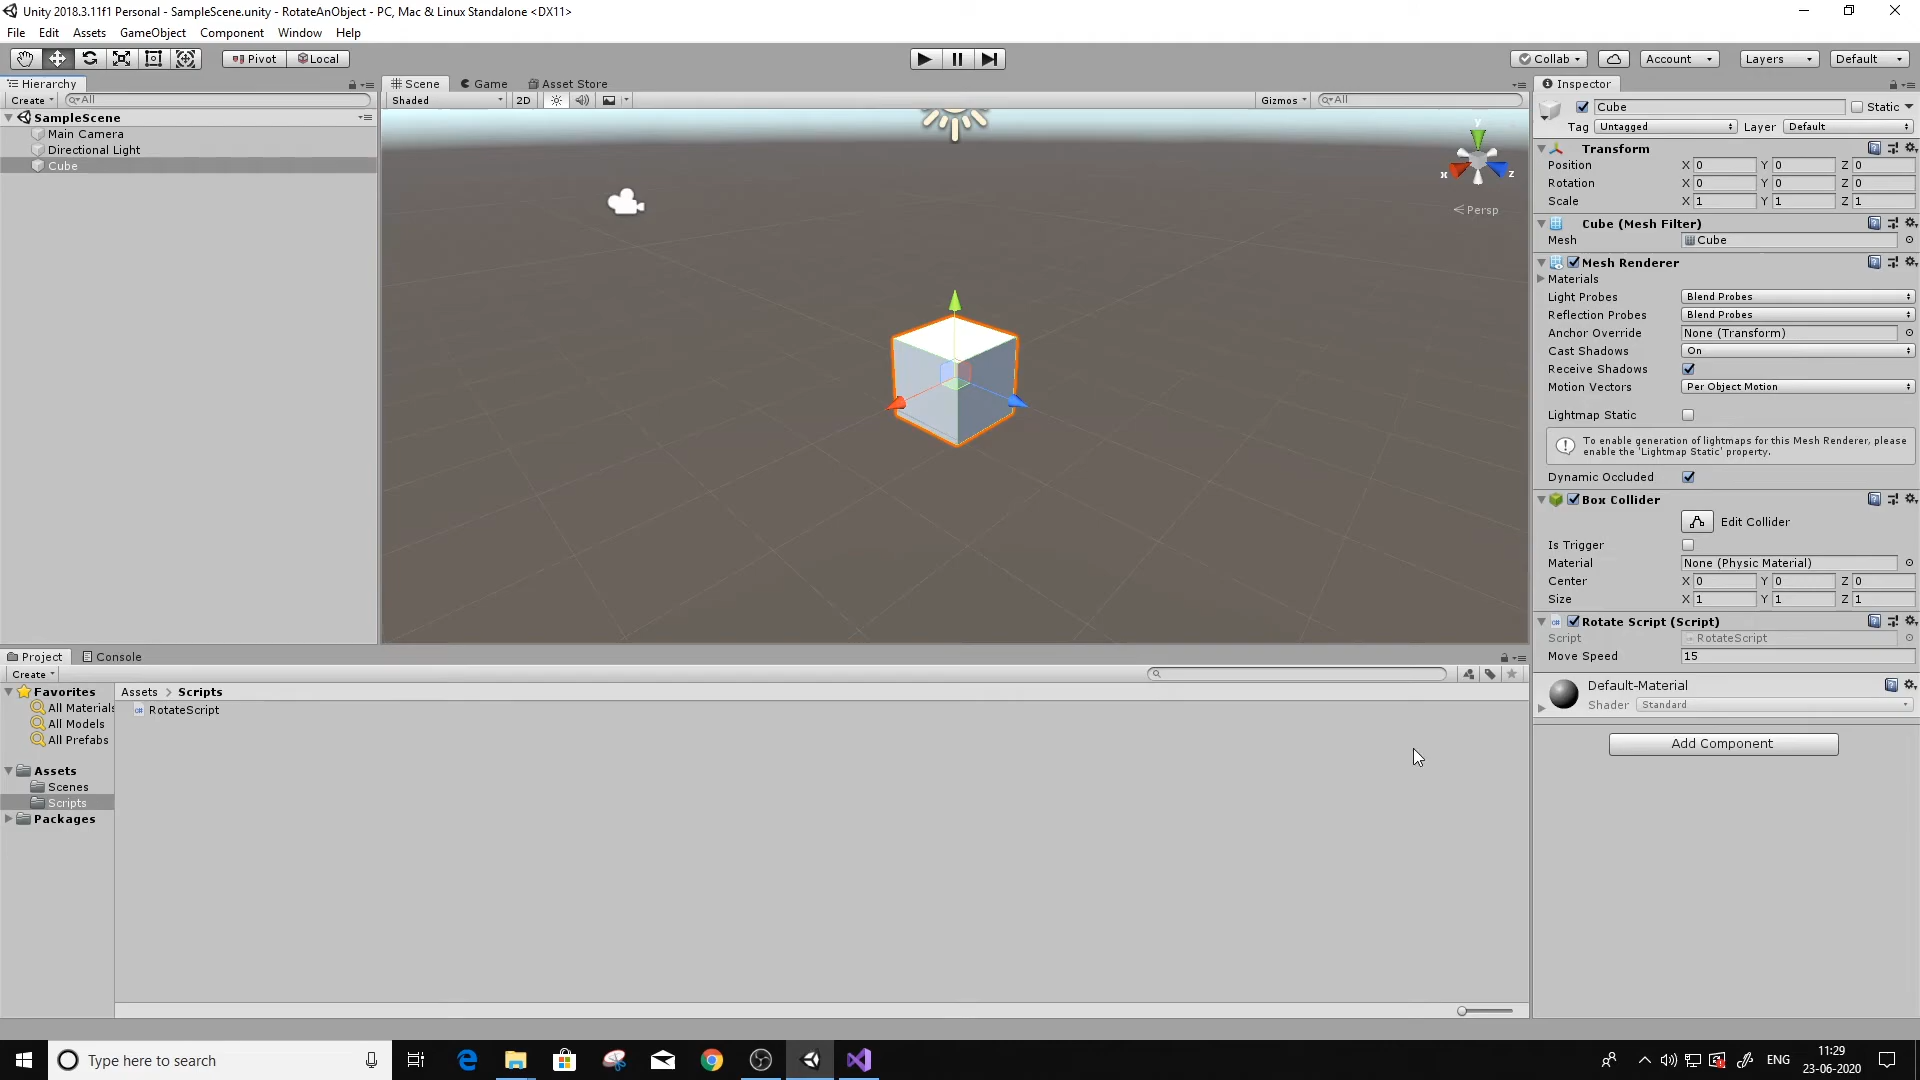 Unity 2018.3.11f1 Personal - SampleScene.unity - RotateAnObject - PC, Mac & Linux Standalone <DX11>
File Edit Assets GameObject Component Window Help
Pivot Local Collab Account Layers Default
Hierarchy
Create All
SampleScene
Main Camera
Directional Light
Cube
Scene Game Asset Store
Shaded 2D Gizmos All
y
x z
Persp
Inspector
Cube Static
Tag Untagged Layer Default
Transform
Position X 0 Y 0 Z 0
Rotation X 0 Y 0 Z 0
Scale X 1 Y 1 Z 1
Cube (Mesh Filter)
Mesh Cube
Mesh Renderer
Materials
Light Probes Blend Probes
Reflection Probes Blend Probes
Anchor Override None (Transform)
Cast Shadows On
Receive Shadows
Motion Vectors Per Object Motion
Lightmap Static
To enable generation of lightmaps for this Mesh Renderer, please
enable the 'Lightmap Static' property.
Dynamic Occluded
Box Collider
Edit Collider
Is Trigger
Material None (Physic Material)
Center X 0 Y 0 Z 0
Size X 1 Y 1 Z 1
Rotate Script (Script)
Script RotateScript
Move Speed 15
Default-Material
Shader Standard
Add Component
Project Console
Create
Favorites
All Materials
All Models
All Prefabs
Assets
Scenes
Scripts
Packages
Assets > Scripts
RotateScript
Type here to search
ENG
11:29
23-06-2020